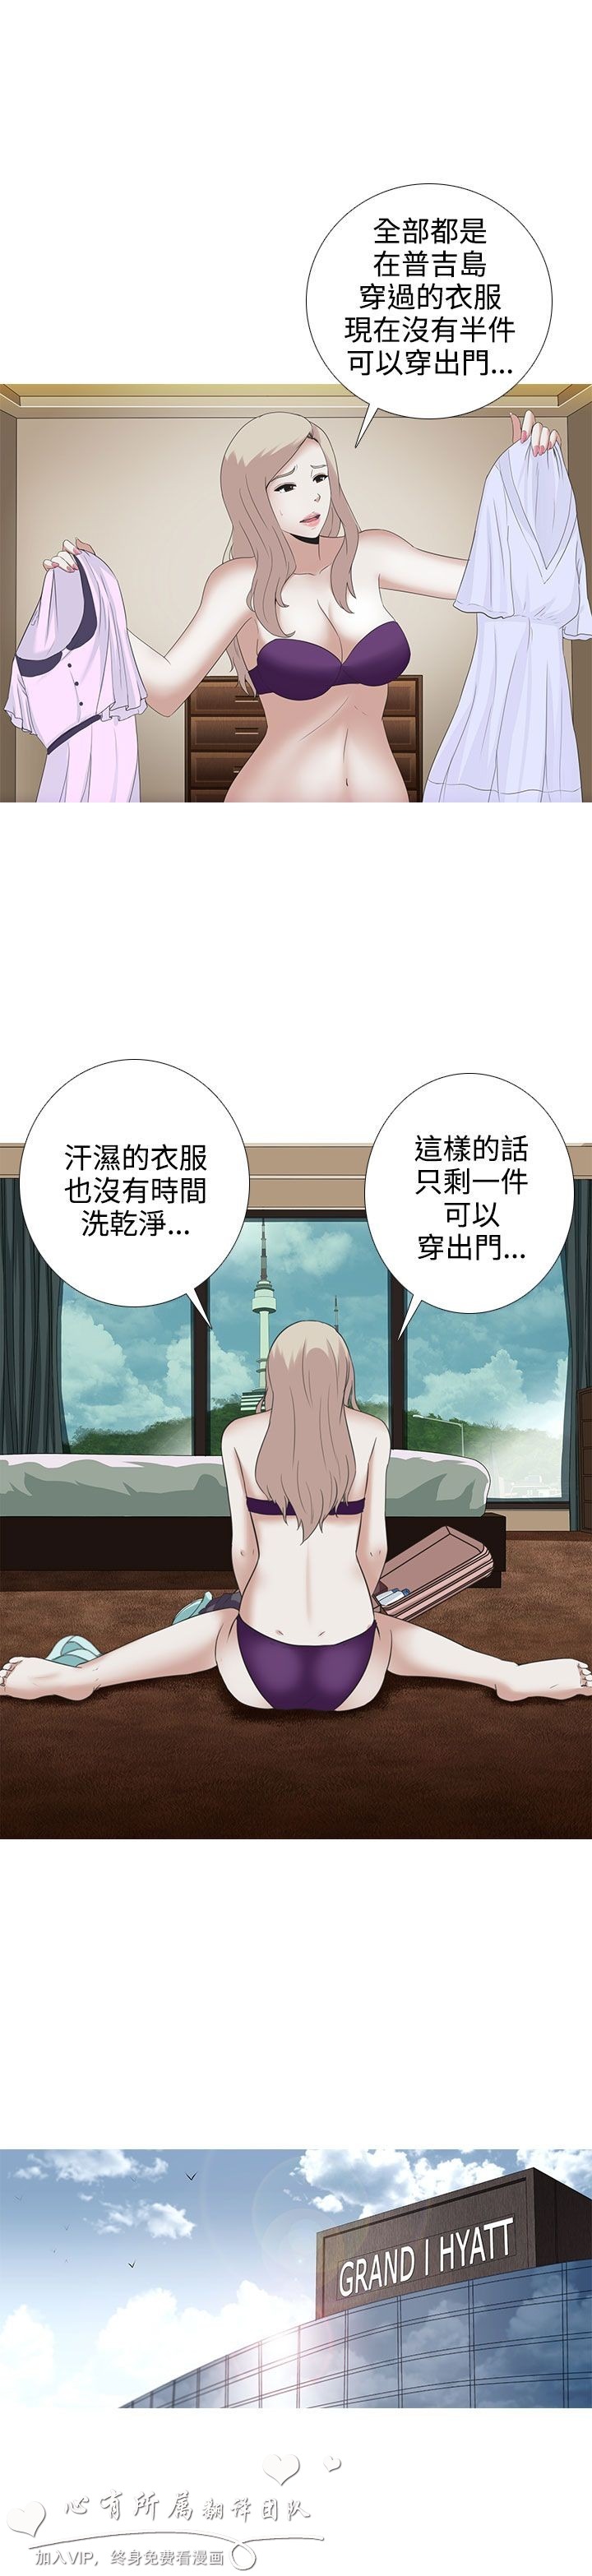 全部都是
在普吉島
穿過的衣服
現在沒有半件
可以穿出門...
汗濕的衣服
也沒有時間
洗乾淨...
這樣的話
只剩一件
可以
穿出門...
GRAND I HYATT
心有所属翻译团队
加入VIP，终身免费看漫画